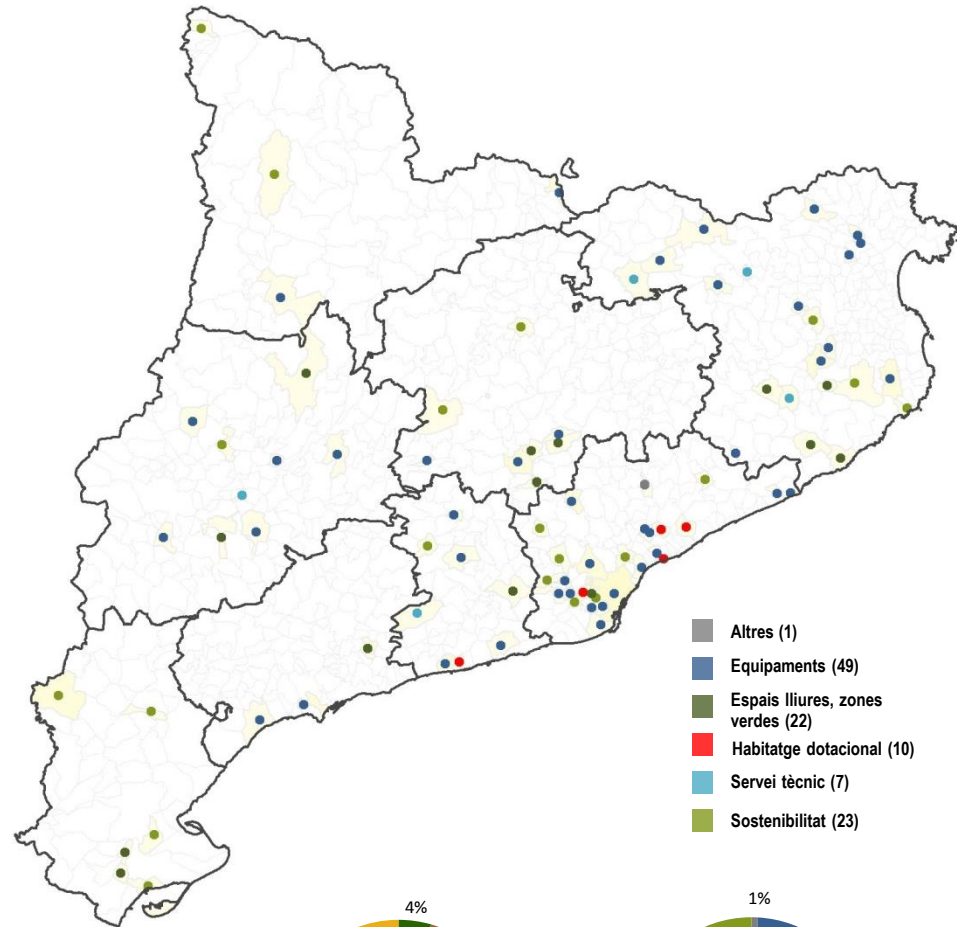 Altres (1)
Equipaments (49)
Espais lliures, zones
verdes (22)
Habitatge dotacional (10)
Servei tècnic (7)
Sostenibilitat (23)
4%
1%